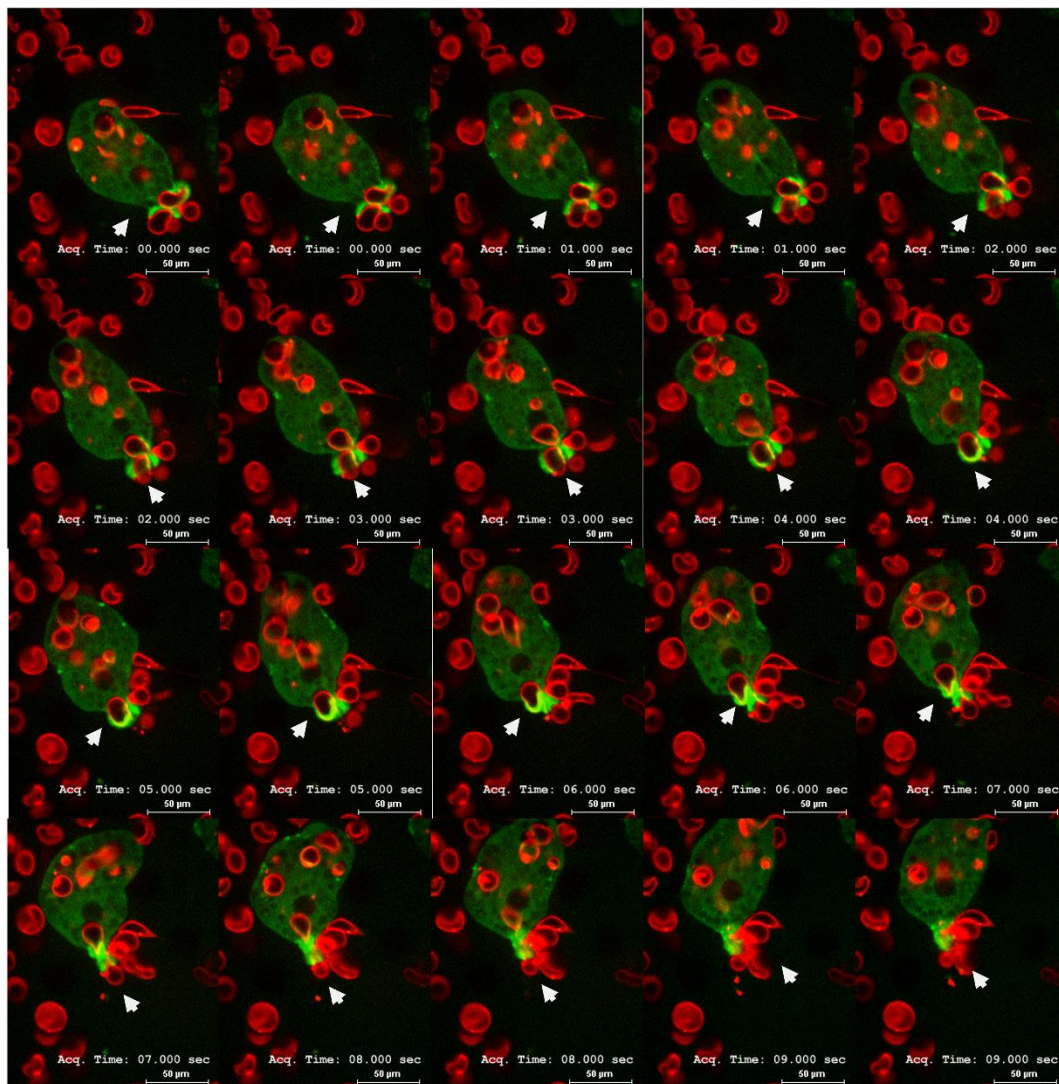 Acq. Time: 00.000 sec
50 µm
Acq. Time: 00.000 sec
50 µm
Acq. Time: 01.000 sec
50 µm
Acq. Time: 01.000 sec
50 µm
Acq. Time: 02.000 sec
50 µm
Acq. Time: 02.000 sec
50 µm
Acq. Time: 03.000 sec
50 µm
Acq. Time: 03.000 sec
50 µm
Acq. Time: 04.000 sec
50 µm
Acq. Time: 04.000 sec
50 µm
Acq. Time: 05.000 sec
50 µm
Acq. Time: 05.000 sec
50 µm
Acq. Time: 06.000 sec
50 µm
Acq. Time: 06.000 sec
50 µm
Acq. Time: 07.000 sec
50 µm
Acq. Time: 07.000 sec
50 µm
Acq. Time: 08.000 sec
50 µm
Acq. Time: 08.000 sec
50 µm
Acq. Time: 09.000 sec
50 µm
Acq. Time: 09.000 sec
50 µm